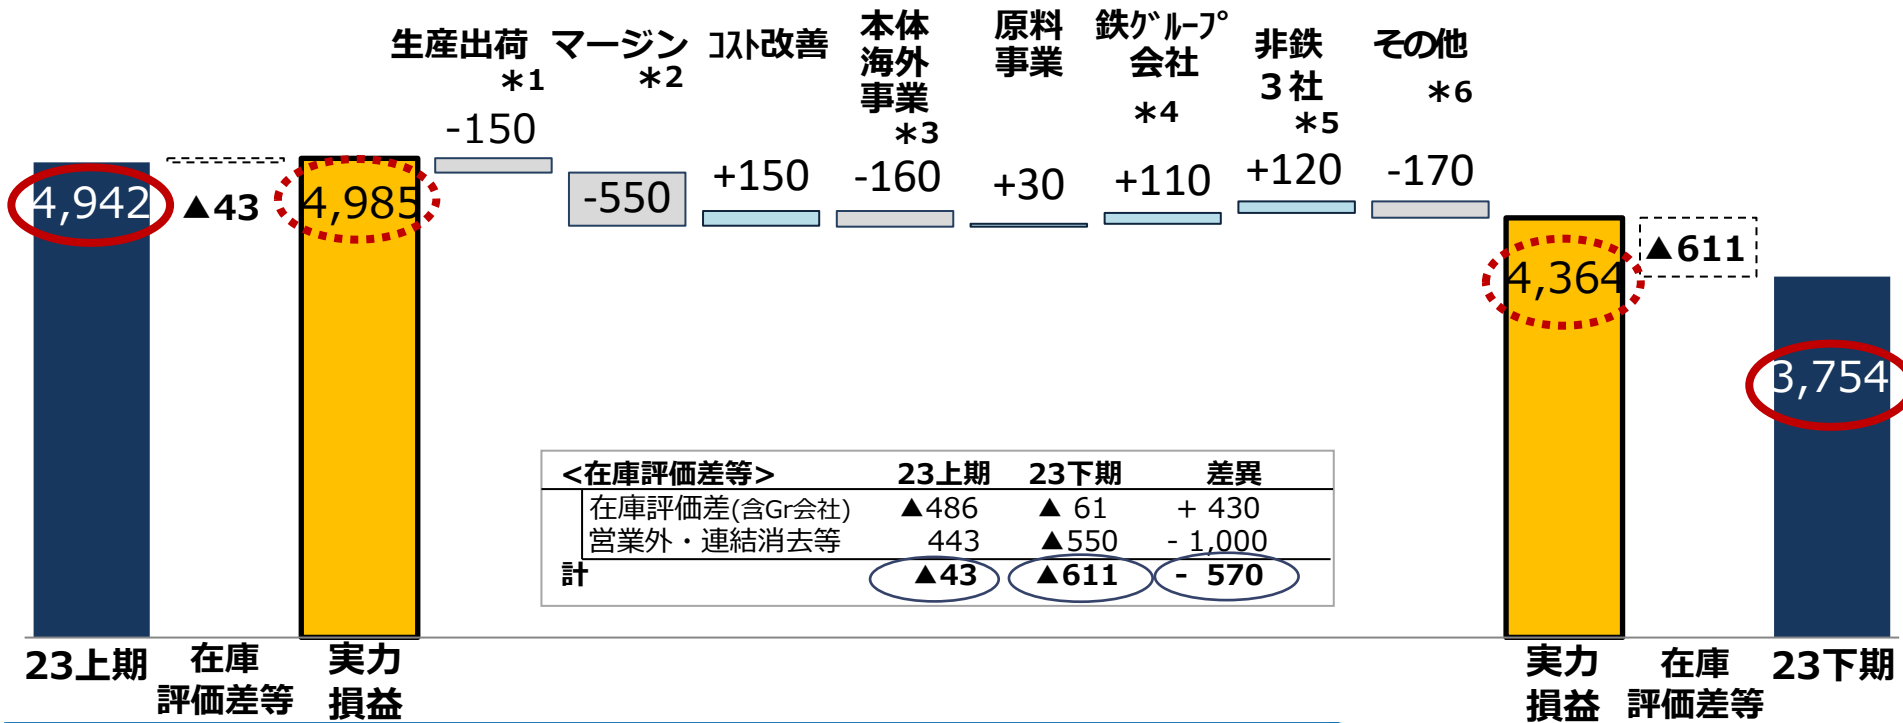 生産出荷
*1
マージン
*2
ｺｽﾄ改善
本体
海外
事業
*3
原料
事業
鉄ｸﾞﾙｰﾌﾟ
会社
*4
非鉄
３社
*5
その他
*6
4,942
▲43
4,985
-150
-550
+150
-160
+30
+110
+120
-170
4,364
▲611
3,754
<在庫評価差等> 23上期 23下期 差異
在庫評価差(含Gr会社) ▲486 ▲ 61 + 430
営業外・連結消去等 443 ▲550 - 1,000
計 ▲43 ▲611 - 570
23上期
在庫
評価差等
実力
損益
実力
損益
在庫
評価差等
23下期